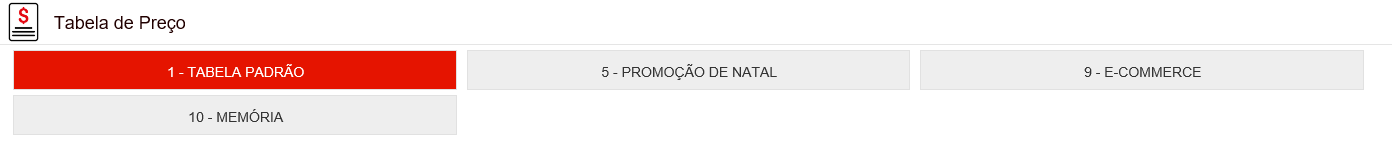 Tabela de Preço
1 - TABELA PADRÃO
5 - PROMOÇÃO DE NATAL
9 - E-COMMERCE
10 - MEMÓRIA